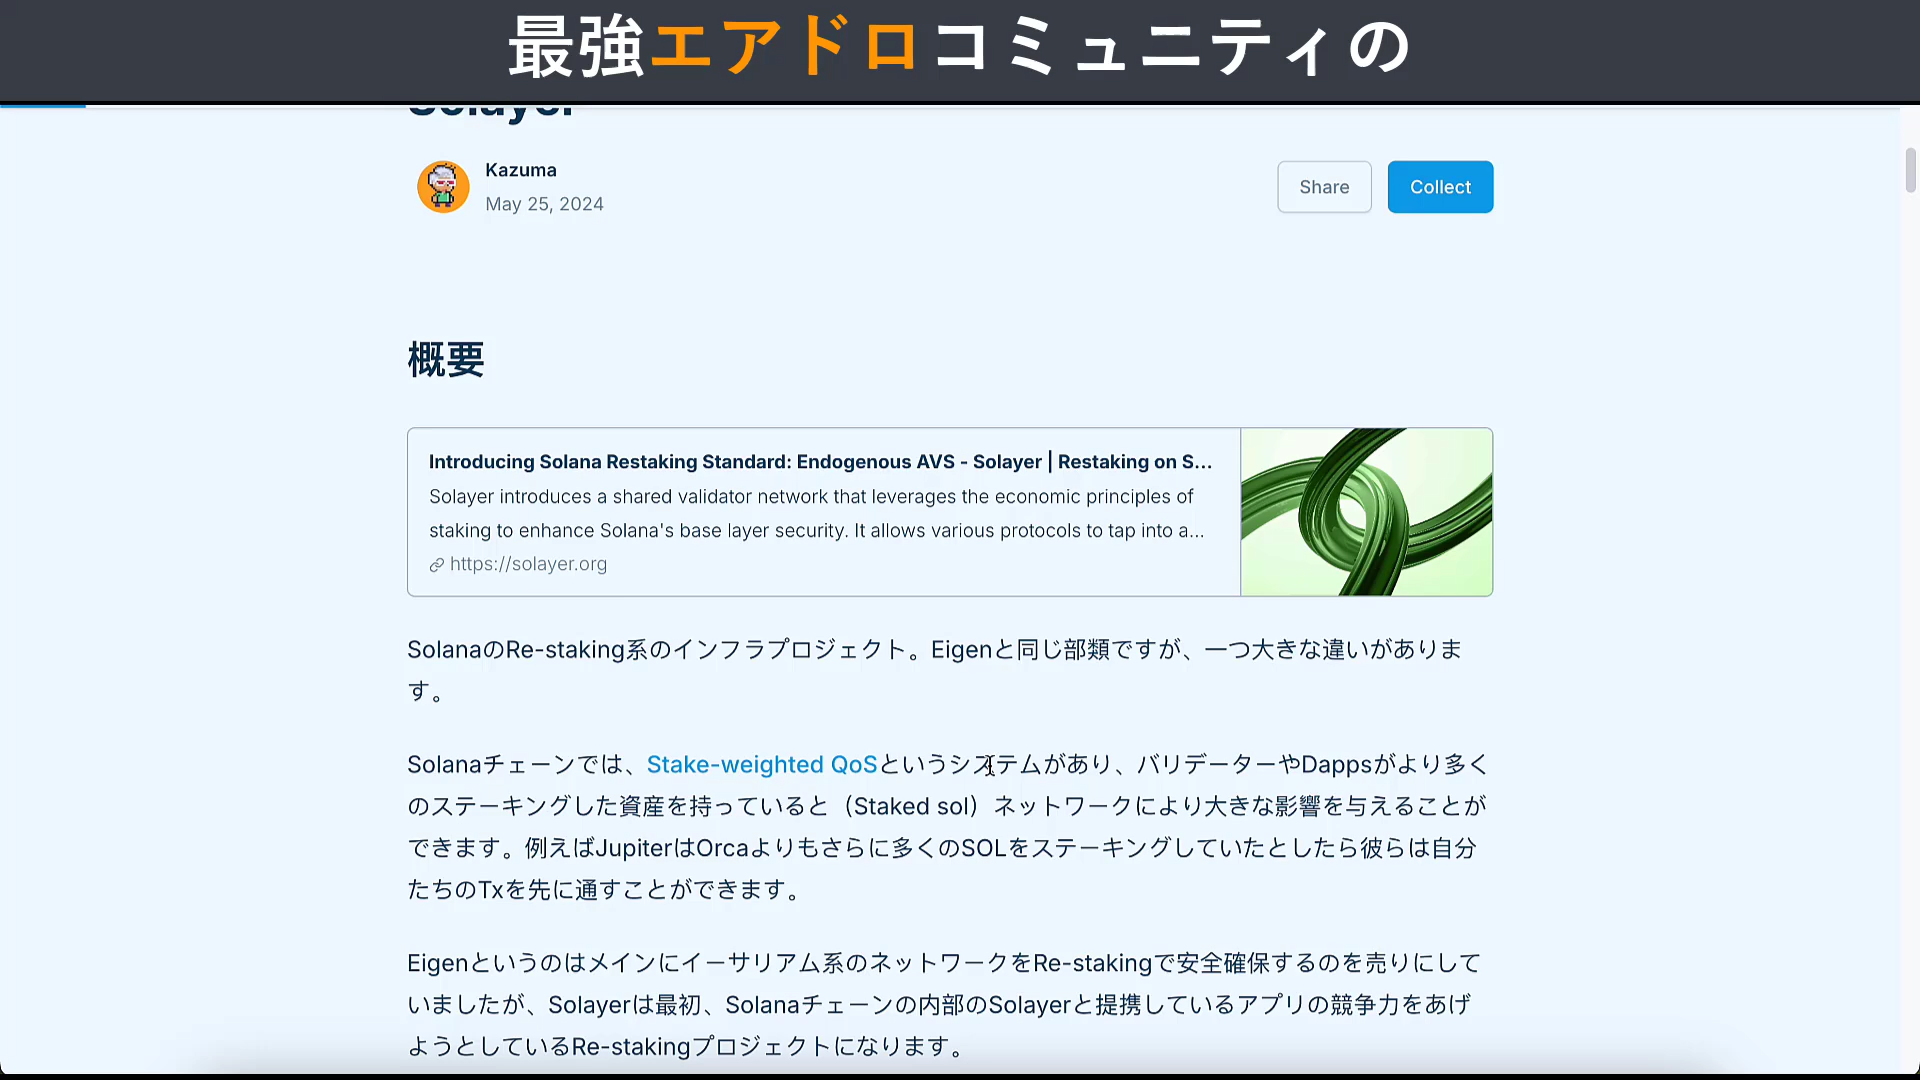 最強エアドロコミュニティの
Solayer
Kazuma
May 25, 2024
Share
Collect
概要
Introducing Solana Restaking Standard: Endogenous AVS - Solayer | Restaking on S...
Solayer introduces a shared validator network that leverages the economic principles of
staking to enhance Solana's base layer security. It allows various protocols to tap into a...
https://solayer.org
SolanaのRe-staking系のインフラプロジェクト。Eigenと同じ部類ですが、一つ大きな違いがありま
す。
Solanaチェーンでは、Stake-weighted QoSというシステムがあり、バリデーターやDappsがより多く
のステーキングした資産を持っていると（Staked sol）ネットワークにより大きな影響を与えることが
できます。例えばJupiterはOrcaよりもさらに多くのSOLをステーキングしていたとしたら彼らは自分
たちのTxを先に通すことができます。
Eigenというのはメインにイーサリアム系のネットワークをRe-stakingで安全確保するのを売りにして
いましたが、Solayerは最初、Solanaチェーンの内部のSolayerと提携しているアプリの競争力をあげ
ようとしているRe-stakingプロジェクトになります。